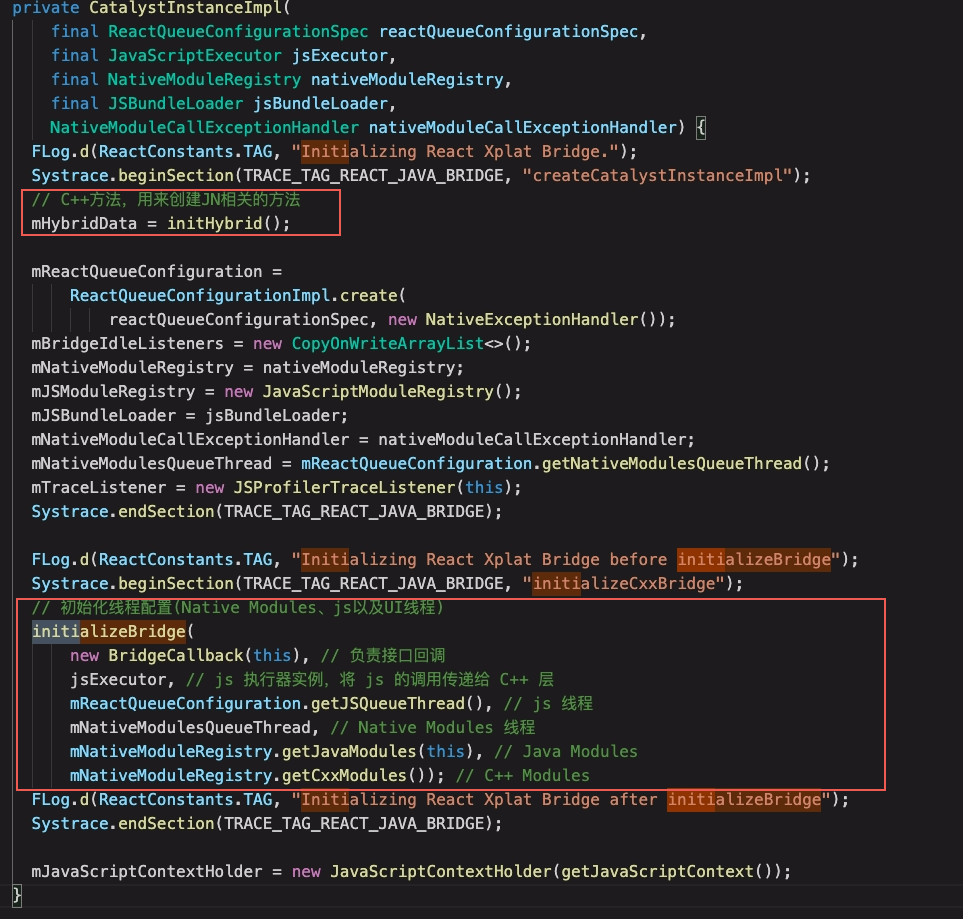 private CatalystInstanceImpl(
    final ReactQueueConfigurationSpec reactQueueConfigurationSpec,
    final JavaScriptExecutor jsExecutor,
    final NativeModuleRegistry nativeModuleRegistry,
    final JSBundleLoader jsBundleLoader,
    NativeModuleCallExceptionHandler nativeModuleCallExceptionHandler) {
  FLog.d(ReactConstants.TAG, "Initializing React Xplat Bridge.");
  Systrace.beginSection(TRACE_TAG_REACT_JAVA_BRIDGE, "createCatalystInstanceImpl");
  // C++方法，用来创建JN相关的方法
  mHybridData = initHybrid();

  mReactQueueConfiguration =
      ReactQueueConfigurationImpl.create(
          reactQueueConfigurationSpec, new NativeExceptionHandler());
  mBridgeIdleListeners = new CopyOnWriteArrayList<>();
  mNativeModuleRegistry = nativeModuleRegistry;
  mJSModuleRegistry = new JavaScriptModuleRegistry();
  mJSBundleLoader = jsBundleLoader;
  mNativeModuleCallExceptionHandler = nativeModuleCallExceptionHandler;
  mNativeModulesQueueThread = mReactQueueConfiguration.getNativeModulesQueueThread();
  mTraceListener = new JSProfilerTraceListener(this);
  Systrace.endSection(TRACE_TAG_REACT_JAVA_BRIDGE);

  FLog.d(ReactConstants.TAG, "Initializing React Xplat Bridge before initializeBridge");
  Systrace.beginSection(TRACE_TAG_REACT_JAVA_BRIDGE, "initializeCxxBridge");
  // 初始化线程配置(Native Modules、js以及UI线程)
  initializeBridge(
      new BridgeCallback(this), // 负责接口回调
      jsExecutor, // js 执行器实例，将 js 的调用传递给 C++ 层
      mReactQueueConfiguration.getJSQueueThread(), // js 线程
      mNativeModulesQueueThread, // Native Modules 线程
      mNativeModuleRegistry.getJavaModules(this), // Java Modules
      mNativeModuleRegistry.getCxxModules()); // C++ Modules
  FLog.d(ReactConstants.TAG, "Initializing React Xplat Bridge after initializeBridge");
  Systrace.endSection(TRACE_TAG_REACT_JAVA_BRIDGE);

  mJavaScriptContextHolder = new JavaScriptContextHolder(getJavaScriptContext());
}